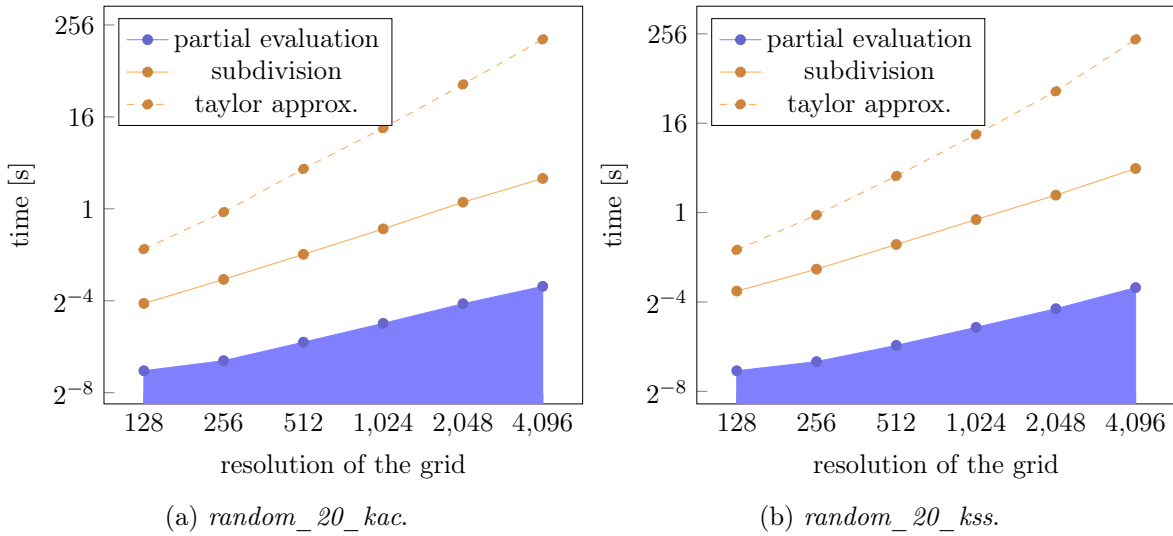 256
16
1
2⁻⁴
2⁻⁸
time [s]
partial evaluation
subdivision
taylor approx.
128 256 512 1,024 2,048 4,096
resolution of the grid
(a) random_20_kac.
256
16
1
2⁻⁴
2⁻⁸
time [s]
partial evaluation
subdivision
taylor approx.
128 256 512 1,024 2,048 4,096
resolution of the grid
(b) random_20_kss.